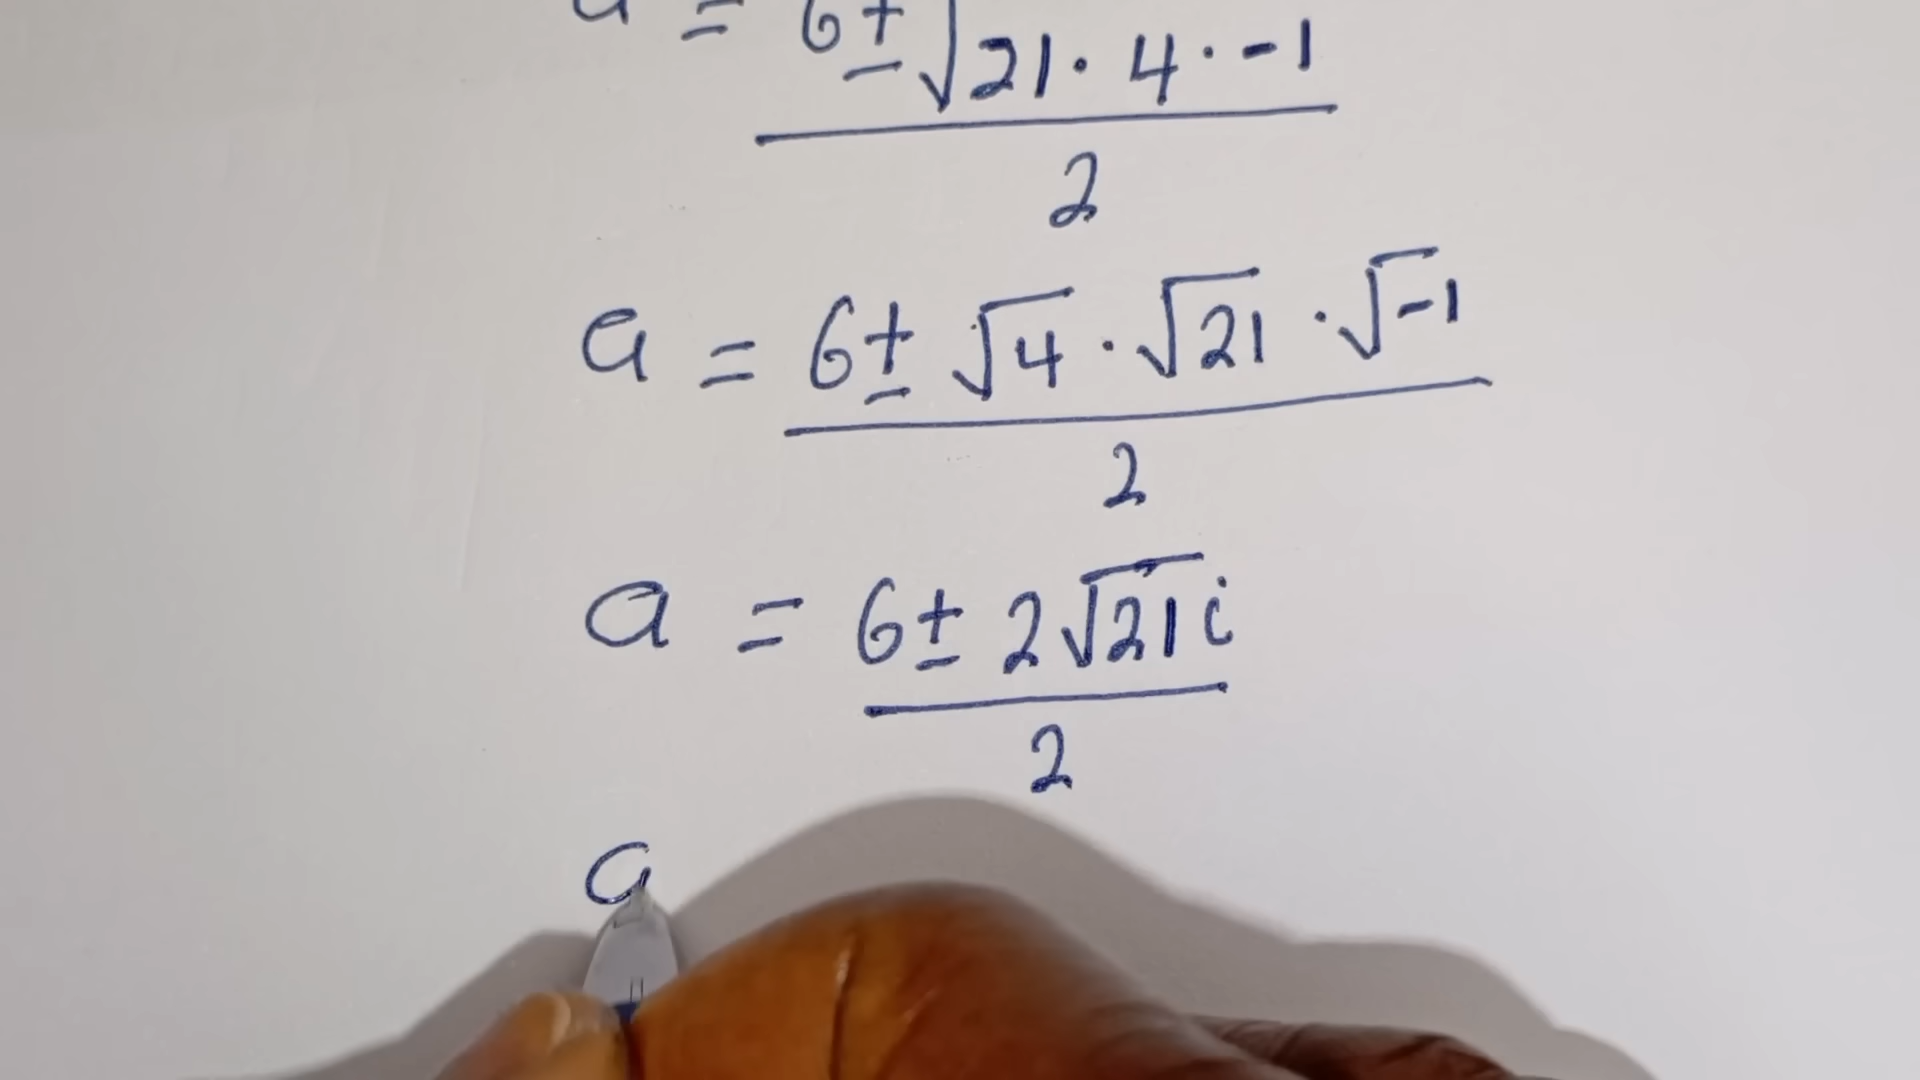 a = 6 ± √21 · 4 · -1
2
a = 6 ± √4 · √21 · √-1
2
a = 6 ± 2√21 i
2
a